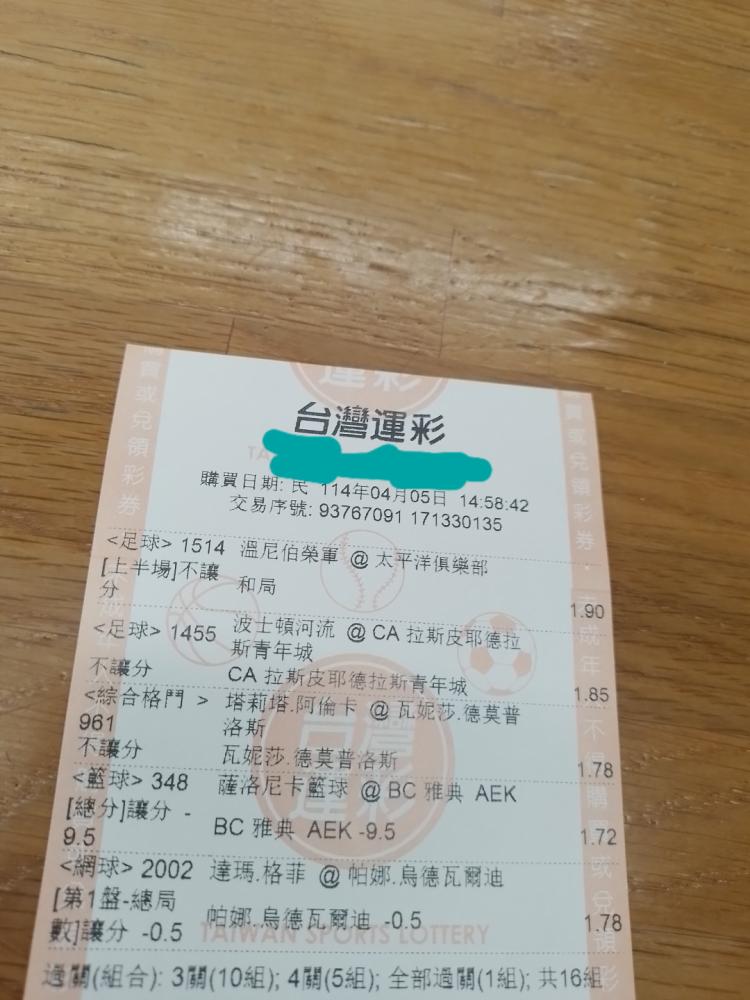 台灣運彩
購買日期: 民 114年04月05日 14:58:42
交易序號: 93767091 171330135
<足球> 1514 溫尼伯榮軍 @ 太平洋俱樂部
[上半場]不讓分 和局 1.90
<足球> 1455 波士頓河流 @ CA 拉斯皮耶德拉
斯青年城
不讓分 CA 拉斯皮耶德拉斯青年城 1.85
<綜合格鬥 > 塔莉塔.阿倫卡 @ 瓦妮莎.德莫普
961 洛斯
不讓分 瓦妮莎.德莫普洛斯 1.78
<籃球> 348 薩洛尼卡籃球 @ BC 雅典 AEK
[總分]讓分 -
9.5 BC 雅典 AEK -9.5 1.72
<網球> 2002 達瑪.格菲 @ 帕娜.烏德瓦爾迪
[第1盤-總局
數]讓分 -0.5 帕娜.烏德瓦爾迪 -0.5 1.78
TAIWAN SPORTS LOTTERY
過關(組合): 3關(10組); 4關(5組); 全部過關(1組); 共16組